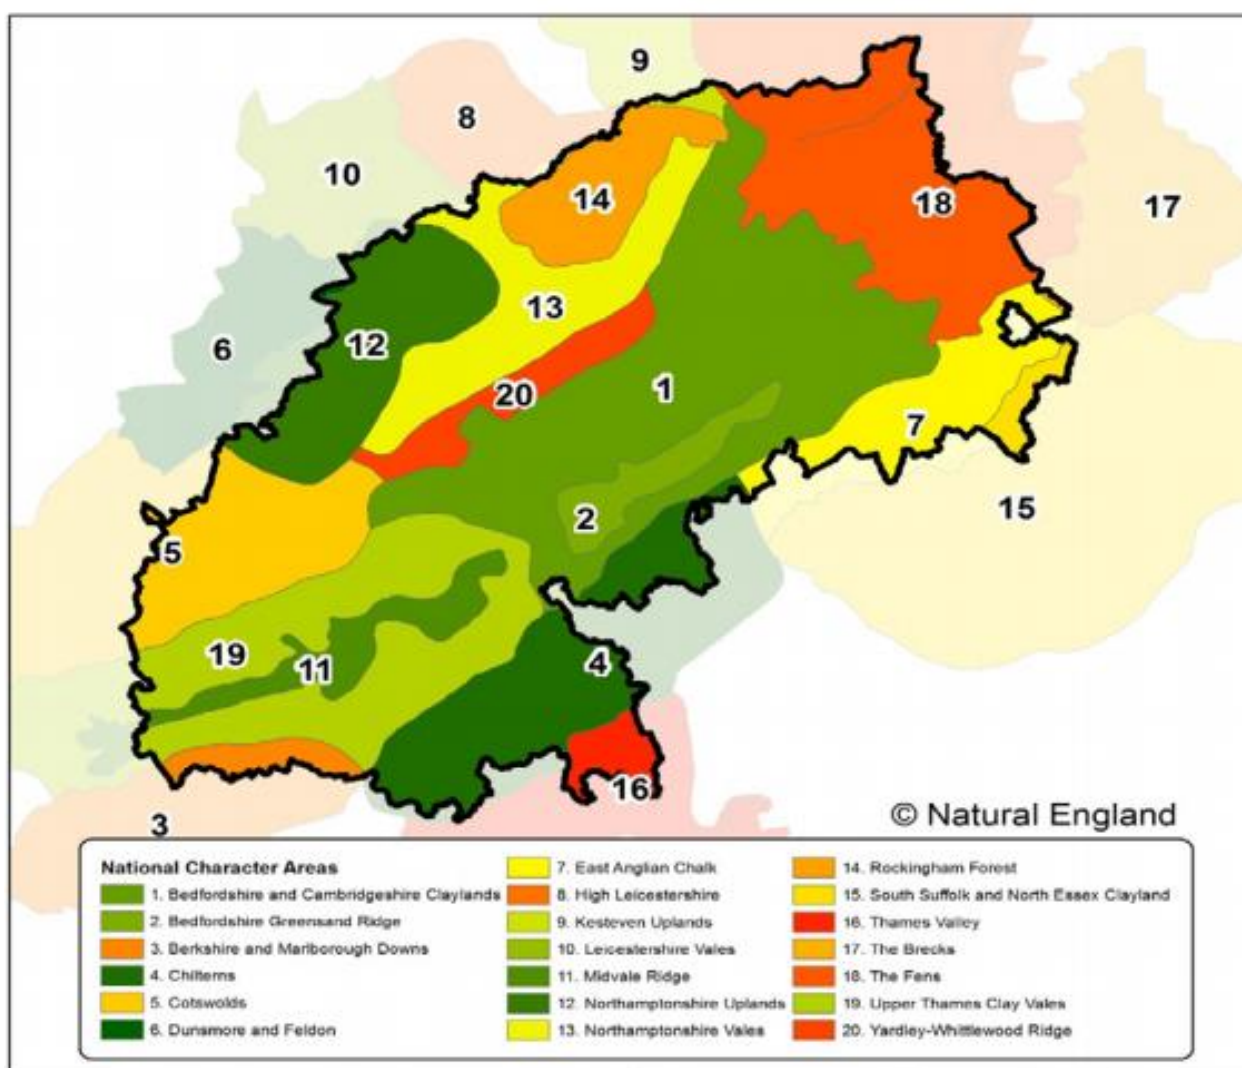 9
8
10
14
18
17
13
6
12
20
1
7
2
15
5
19
11
4
16
3
© Natural England
National Character Areas
1. Bedfordshire and Cambridgeshire Claylands
2. Bedfordshire Greensand Ridge
3. Berkshire and Marlborough Downs
4. Chilterns
5. Cotswolds
6. Dunsmore and Feldon
7. East Anglian Chalk
8. High Leicestershire
9. Kesteven Uplands
10. Leicestershire Vales
11. Midvale Ridge
12. Northamptonshire Uplands
13. Northamptonshire Vales
14. Rockingham Forest
15. South Suffolk and North Essex Clayland
16. Thames Valley
17. The Brecks
18. The Fens
19. Upper Thames Clay Vales
20. Yardley-Whittlewood Ridge